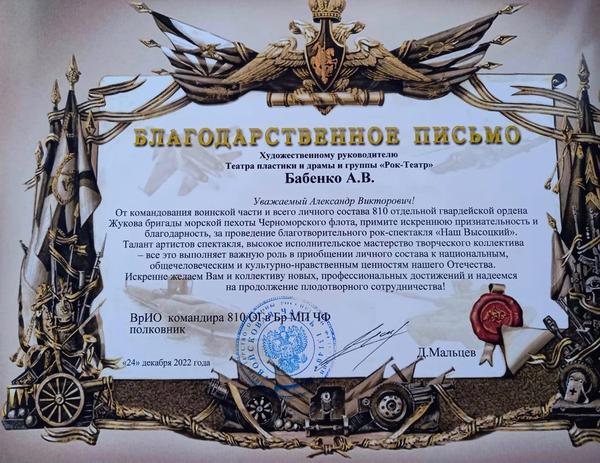 БЛАГОДАРСТВЕННОЕ ПИСЬМО
Художественному руководителю
Театра пластики и драмы и группы «Рок-Театр»
Бабенко А.В.
Уважаемый Александр Викторович!
От командования воинской части и всего личного состава 810 отдельной гвардейской ордена
Жукова бригады морской пехоты Черноморского флота, примите искреннюю признательность и
благодарность, за проведение благотворительного рок-спектакля «Наш Высоцкий».
Талант артистов спектакля, высокое исполнительское мастерство творческого коллектива
– все это выполняет важную роль в приобщении личного состава к национальным,
общечеловеческим и культурно-нравственным ценностям нашего Отечества.
Искренне желаем Вам и коллективу новых, профессиональных достижений и надеемся
на продолжение плодотворного сотрудничества!
ВрИО командира 810 ОГвБр МП ЧФ
полковник
Д.Мальцев
«24» декабря 2022 года